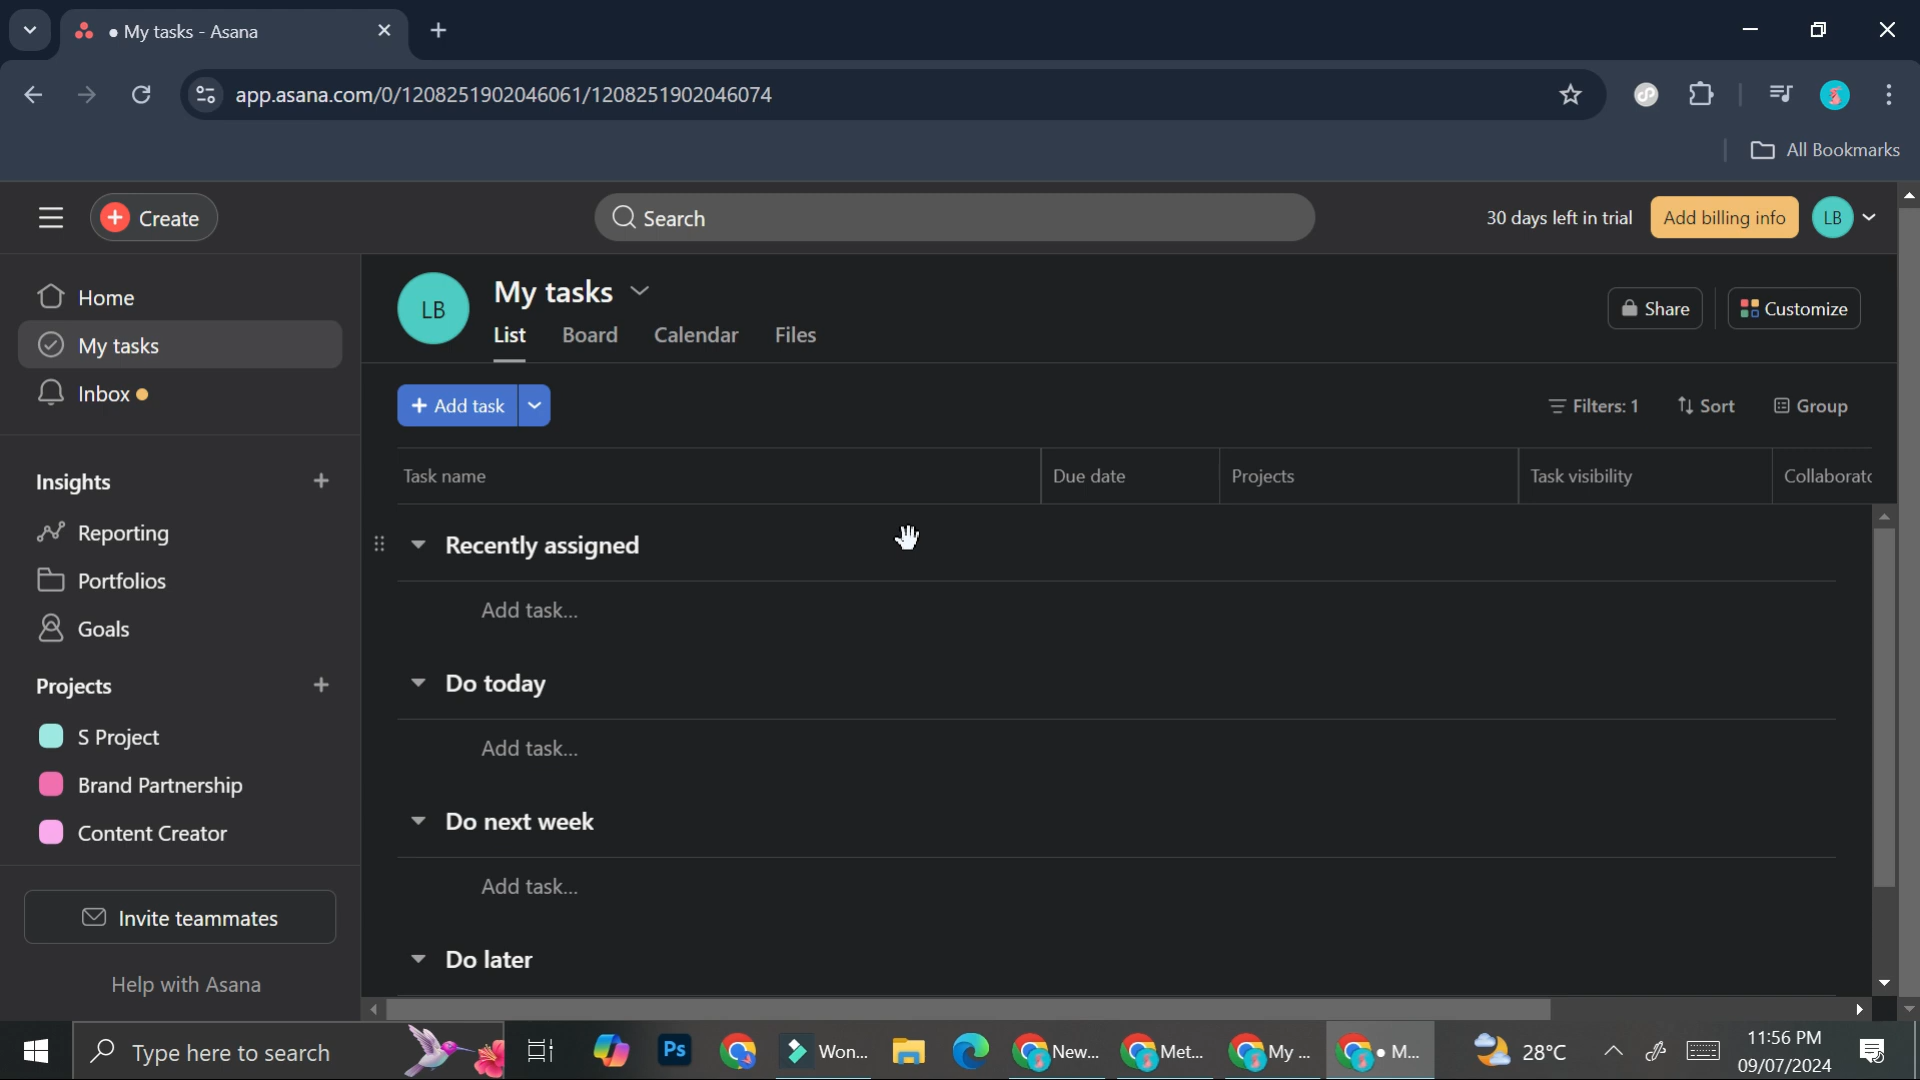 • My tasks - Asana
app.asana.com/0/1208251902046061/1208251902046074
All Bookmarks
Create
Search
30 days left in trial
Add billing info
LB
Home
My tasks
Inbox
Insights
Reporting
Portfolios
Goals
Projects
S Project
Brand Partnership
Content Creator
Invite teammates
Help with Asana
LB
My tasks
List Board Calendar Files
Share
Customize
+ Add task
Filters: 1
Sort
Group
Task name Due date Projects Task visibility Collaborato
Recently assigned
Add task...
Do today
Add task...
Do next week
Add task...
Do later
Type here to search
Ps
Won...
New...
Met...
My ...
• M...
28°C
11:56 PM
09/07/2024